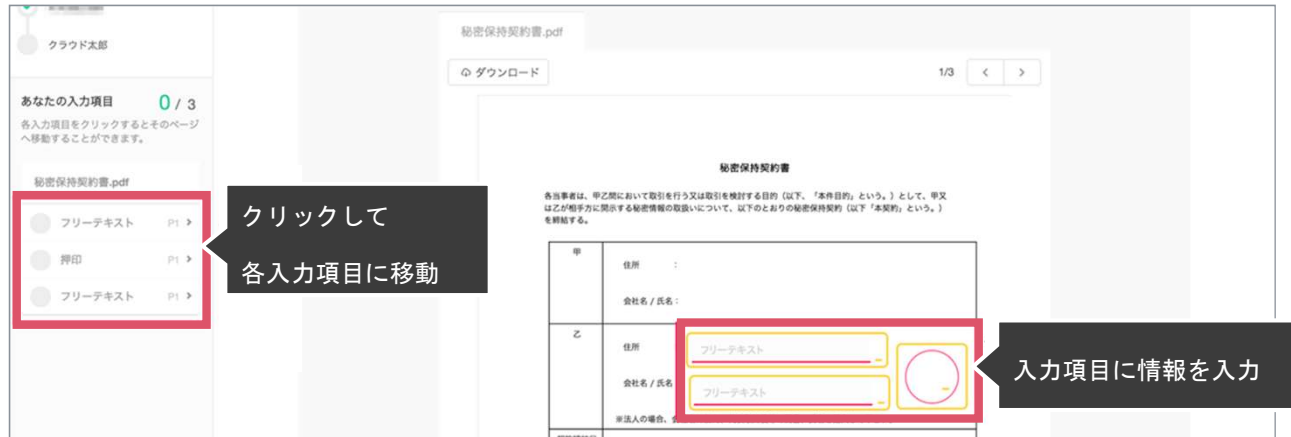 クラウド太郎
あなたの入力項目 0 / 3
各入力項目をクリックするとそのページ
へ移動することができます。
秘密保持契約書.pdf
フリーテキスト P1
押印 P1
フリーテキスト P1
クリックして
各入力項目に移動
秘密保持契約書.pdf
ダウンロード
1/3
秘密保持契約書
各当事者は、甲乙間において取引を行う又は取引を検討する目的（以下、「本件目的」という。）として、甲又
は乙が相手方に開示する秘密情報の取扱いについて、以下のとおりの秘密保持契約（以下「本契約」という。）
を締結する。
甲
住所 :
会社名 / 氏名 :
乙
住所
フリーテキスト
会社名 / 氏名
フリーテキスト
※法人の場合、
入力項目に情報を入力